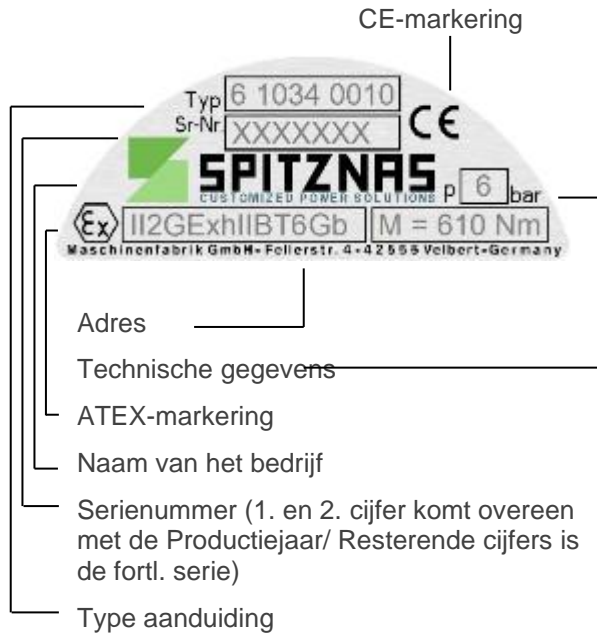 CE-markering
Typ 6 1034 0010
Sr-Nr. XXXXXXX CE
SPITZNAS
CUSTOMIZED POWER SOLUTIONS p 6 bar
Ex II2GExhIIBT6Gb M = 610 Nm
Maschinenfabrik GmbH-Fellerstr. 4-42555 Velbert-Germany
Adres
Technische gegevens
ATEX-markering
Naam van het bedrijf
Serienummer (1. en 2. cijfer komt overeen
met de Productiejaar/ Resterende cijfers is
de fortl. serie)
Type aanduiding